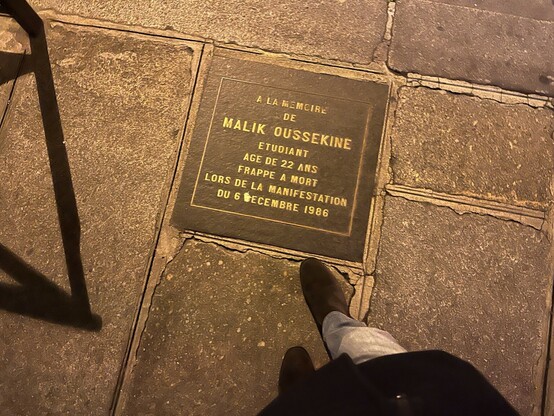 A LA MEMOIRE
DE
MALIK OUSSEKINE
ETUDIANT
AGE DE 22 ANS
FRAPPE A MORT
LORS DE LA MANIFESTATION
DU 6 DECEMBRE 1986